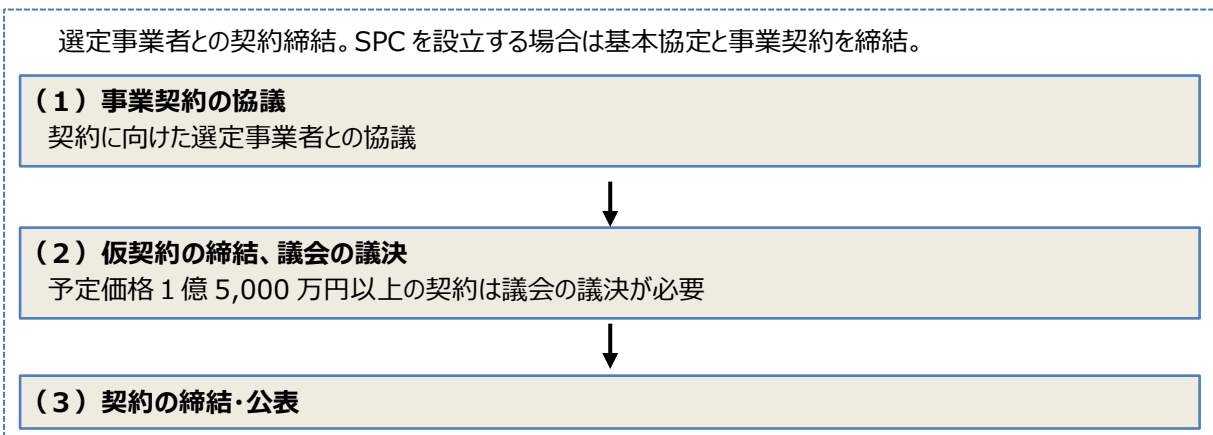 選定事業者との契約締結。SPC を設立する場合は基本協定と事業契約を締結。
（１）事業契約の協議
契約に向けた選定事業者との協議
（２）仮契約の締結、議会の議決
予定価格１億 5,000 万円以上の契約は議会の議決が必要
（３）契約の締結・公表